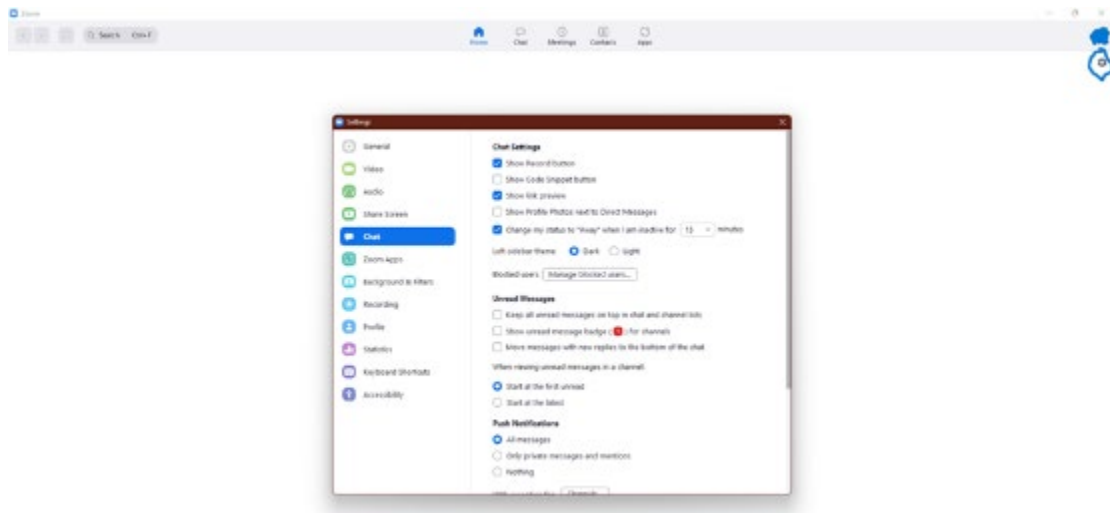 Zoom
Search Ctrl+F
Home Chat Meetings Contacts Apps
Settings
General
Video
Audio
Share Screen
Chat
Zoom Apps
Background & Filters
Recording
Profile
Statistics
Keyboard Shortcuts
Accessibility
Chat Settings
Show Record button
Show Code Snippet button
Show link preview
Show Profile Photos next to Direct Messages
Change my status to "Away" when I am inactive for 15 minutes
Left sidebar theme: Dark Light
Blocked users Manage blocked users...
Unread Messages
Keep all unread messages on top in chat and channel lists
Show unread message badge ( 1 ) for channels
Move messages with new replies to the bottom of the chat
When viewing unread messages in a channel:
Start at the first unread
Start at the latest
Push Notifications
All messages
Only private messages and mentions
Nothing